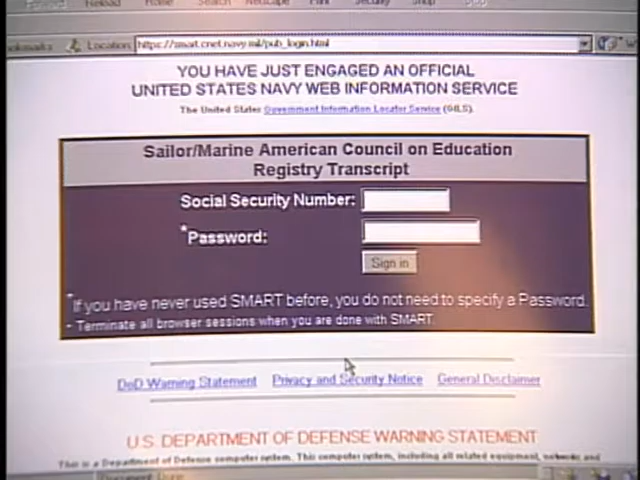 Forward Reload Home Search Netscape Print Security Shop Stop
Location: https://smart.cnet.navy.mil/pub_login.html
YOU HAVE JUST ENGAGED AN OFFICIAL
UNITED STATES NAVY WEB INFORMATION SERVICE
The United States Government Information Locator Service (GILS).
Sailor/Marine American Council on Education
Registry Transcript
Social Security Number:
*Password:
Sign in
*If you have never used SMART before, you do not need to specify a Password.
- Terminate all browser sessions when you are done with SMART.
DoD Warning Statement Privacy and Security Notice General Disclaimer
U.S. DEPARTMENT OF DEFENSE WARNING STATEMENT
This is a Department of Defense computer system. This computer system, including all related equipment, networks and
Document: Done